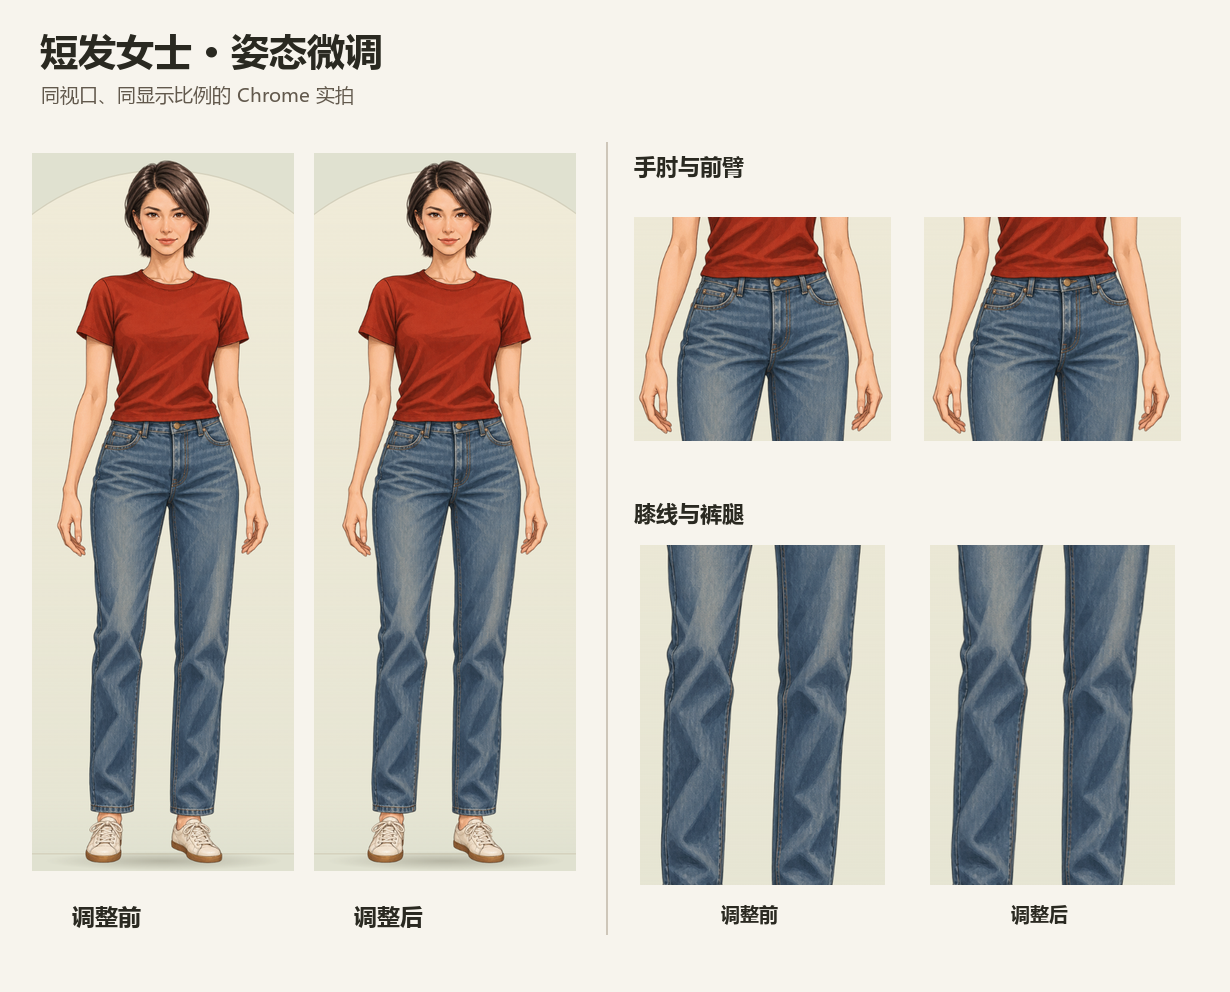 短发女士・姿态微调
同视口、同显示比例的 Chrome 实拍
调整前
调整后
手肘与前臂
膝线与裤腿
调整前
调整后